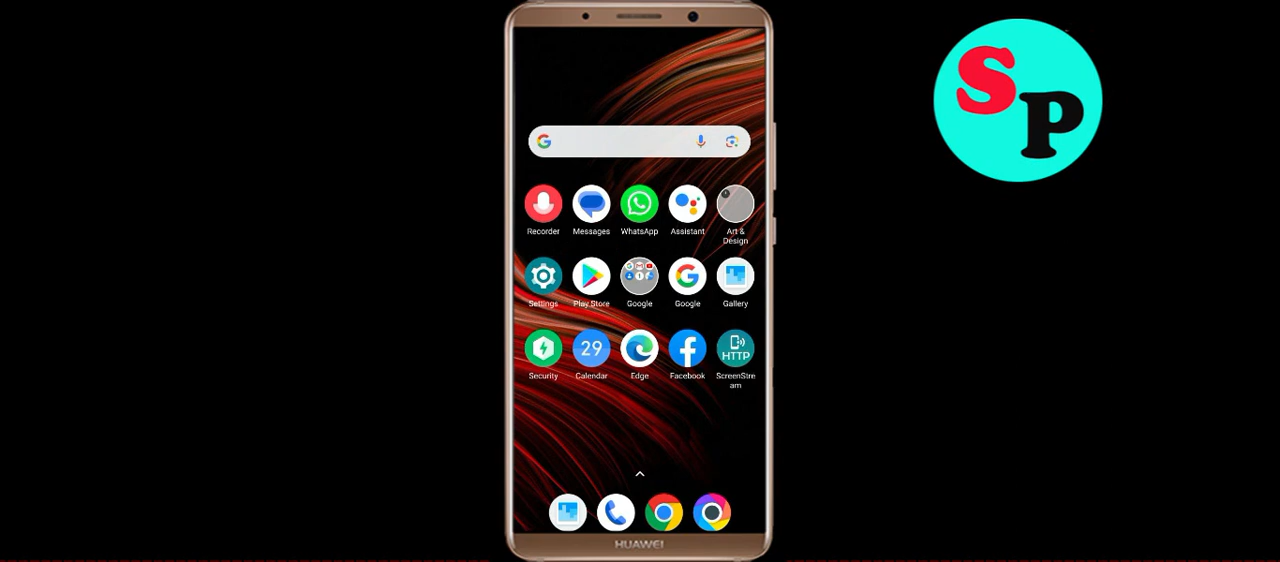 S
P
Recorder Messages WhatsApp Assistant Art &
Design
Settings Play Store Google Google Gallery
29
HTTP
Security Calendar Edge Facebook ScreenStre
am
HUAWEI